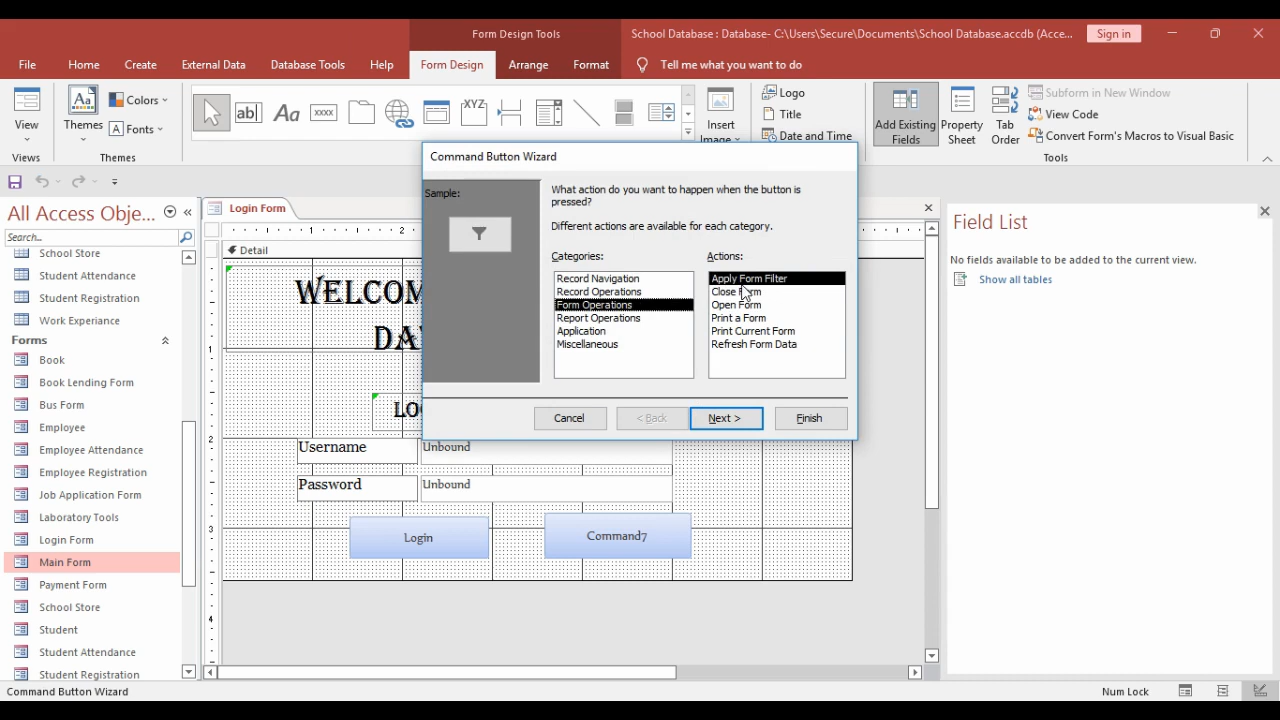 Form Design Tools
School Database : Database- C:\Users\Secure\Documents\School Database.accdb (Acce...
Sign in
File
Home
Create
External Data
Database Tools
Help
Form Design
Arrange
Format
Tell me what you want to do
View
Views
Themes
Colors
Fonts
Themes
ab|
Aa
xxxx
XYZ
Insert
Image
Logo
Title
Date and Time
Add Existing
Fields
Property
Sheet
Tab
Order
Subform in New Window
View Code
Convert Form's Macros to Visual Basic
Tools
All Access Obje...
Search...
School Store
Student Attendance
Student Registration
Work Experiance
Forms
Book
Book Lending Form
Bus Form
Employee
Employee Attendance
Employee Registration
Job Application Form
Laboratory Tools
Login Form
Main Form
Payment Form
School Store
Student
Student Attendance
Student Registration
Login Form
Detail
WELCOM
DA
LO
Username
Unbound
Password
Unbound
Login
Command7
Command Button Wizard
Sample:
What action do you want to happen when the button is
pressed?
Different actions are available for each category.
Categories:
Record Navigation
Record Operations
Form Operations
Report Operations
Application
Miscellaneous
Actions:
Apply Form Filter
Close Form
Open Form
Print a Form
Print Current Form
Refresh Form Data
Cancel
< Back
Next >
Finish
Field List
No fields available to be added to the current view.
Show all tables
Command Button Wizard
Num Lock